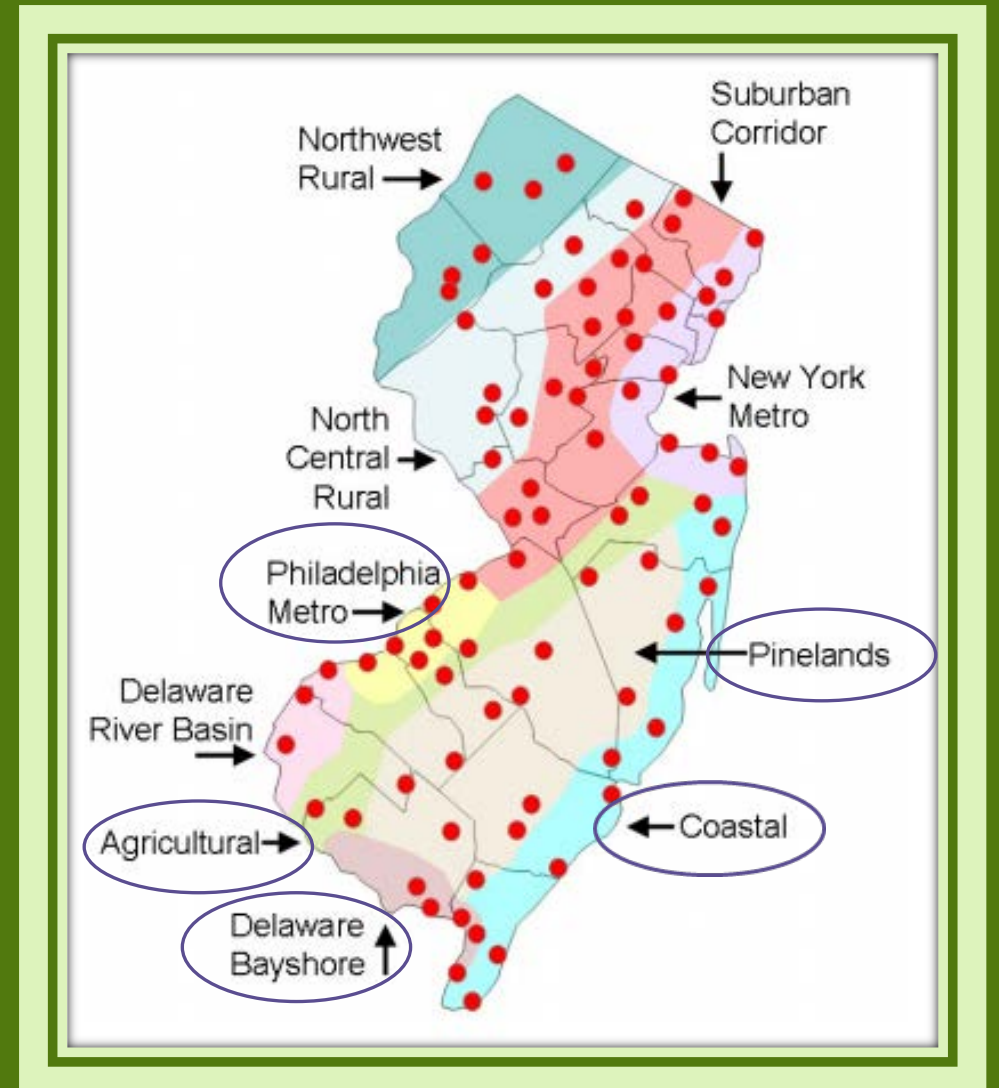 Suburban
Corridor
Northwest
Rural
New York
Metro
North
Central
Rural
Philadelphia
Metro
Pinelands
Delaware
River Basin
Coastal
Agricultural
Delaware
Bayshore